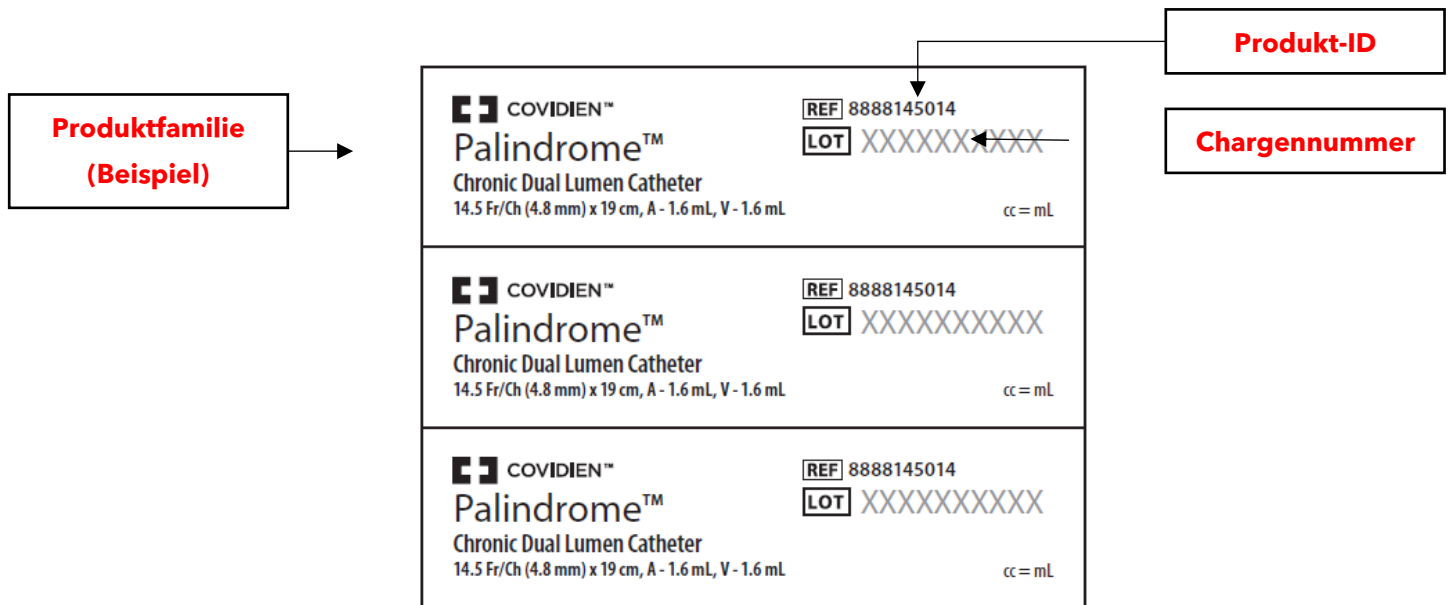 Produkt-ID
Produktfamilie
(Beispiel)
Chargennummer
COVIDIEN™
REF 8888145014
Palindrome™
LOT XXXXXXXXXX
Chronic Dual Lumen Catheter
14.5 Fr/Ch (4.8 mm) x 19 cm, A - 1.6 mL, V - 1.6 mL
cc = mL
COVIDIEN™
REF 8888145014
Palindrome™
LOT XXXXXXXXXX
Chronic Dual Lumen Catheter
14.5 Fr/Ch (4.8 mm) x 19 cm, A - 1.6 mL, V - 1.6 mL
cc = mL
COVIDIEN™
REF 8888145014
Palindrome™
LOT XXXXXXXXXX
Chronic Dual Lumen Catheter
14.5 Fr/Ch (4.8 mm) x 19 cm, A - 1.6 mL, V - 1.6 mL
cc = mL